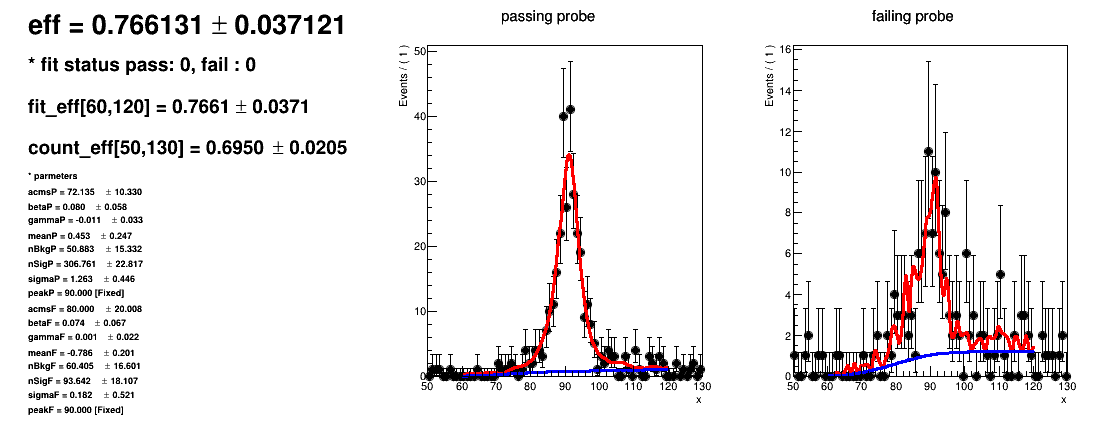 eff = 0.766131 ± 0.037121
* fit status pass: 0, fail : 0
fit_eff[60,120] = 0.7661 ± 0.0371
count_eff[50,130] = 0.6950 ± 0.0205
* parmeters
acmsP = 72.135 ± 10.330
betaP = 0.080 ± 0.058
gammaP = -0.011 ± 0.033
meanP = 0.453 ± 0.247
nBkgP = 50.883 ± 15.332
nSigP = 306.761 ± 22.817
sigmaP = 1.263 ± 0.446
peakP = 90.000 [Fixed]
acmsF = 80.000 ± 20.008
betaF = 0.074 ± 0.067
gammaF = 0.001 ± 0.022
meanF = -0.786 ± 0.201
nBkgF = 60.405 ± 16.601
nSigF = 93.642 ± 18.107
sigmaF = 0.182 ± 0.521
peakF = 90.000 [Fixed]
passing probe
Events / ( 1 )
50
40
30
20
10
0
50 60 70 80 90 100 110 120 130
x
failing probe
Events / ( 1 )
16
14
12
10
8
6
4
2
0
50 60 70 80 90 100 110 120 130
x